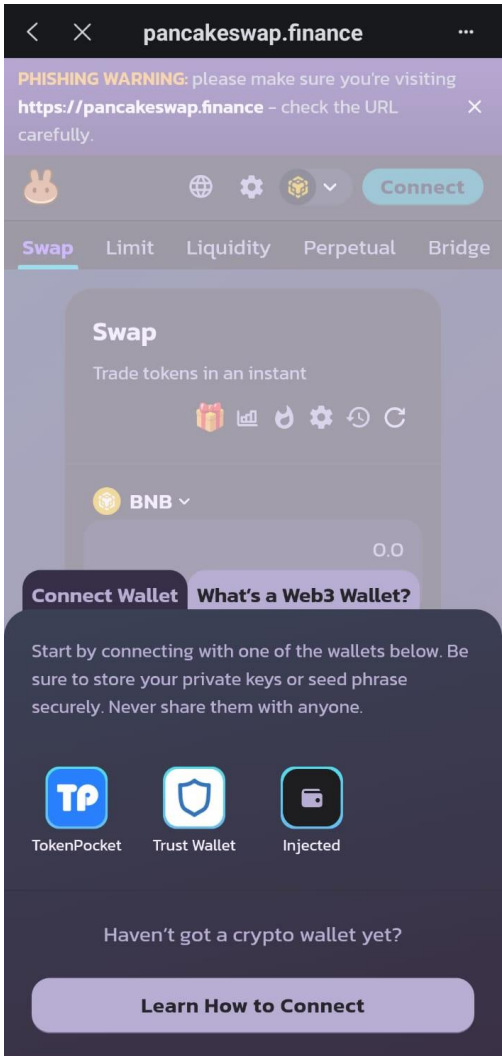 pancakeswap.finance
PHISHING WARNING: please make sure you're visiting
https://pancakeswap.finance - check the URL
carefully.
Connect
Swap Limit Liquidity Perpetual Bridge
Swap
Trade tokens in an instant
BNB
0.0
Connect Wallet What's a Web3 Wallet?
Start by connecting with one of the wallets below. Be
sure to store your private keys or seed phrase
securely. Never share them with anyone.
TP
TokenPocket Trust Wallet Injected
Haven't got a crypto wallet yet?
Learn How to Connect